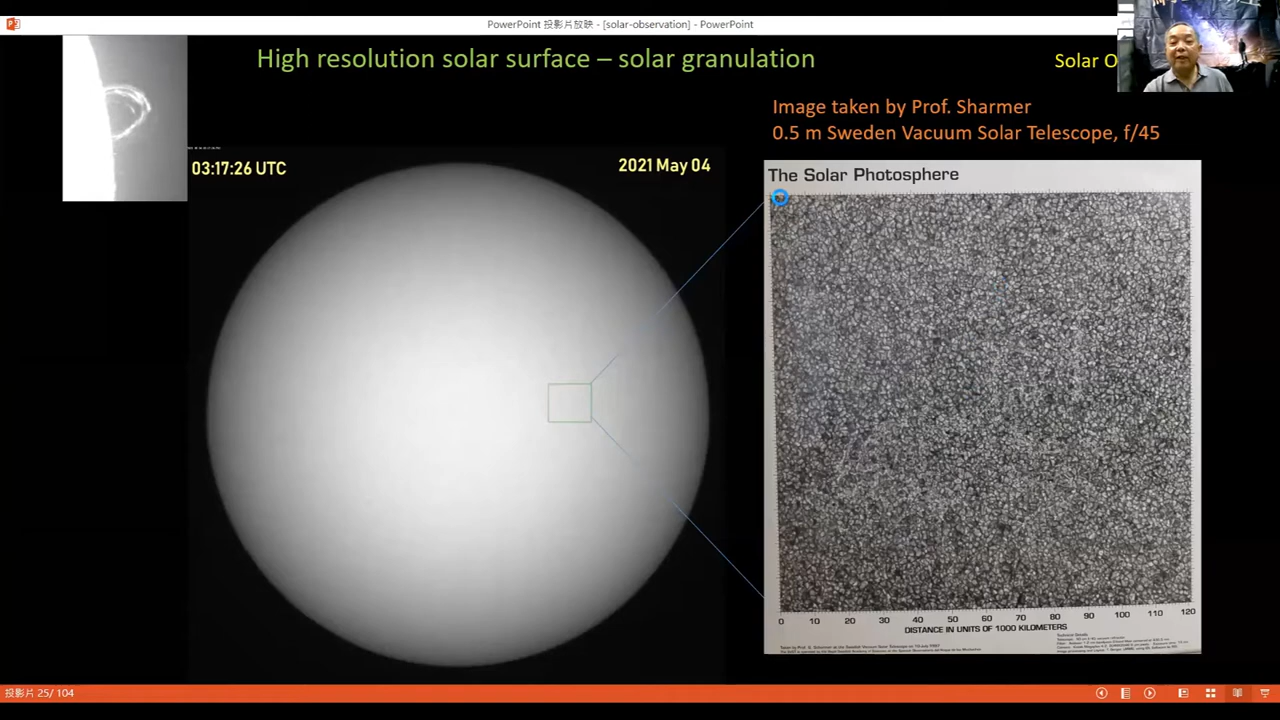 PowerPoint 投影片放映 - [solar-observation] - PowerPoint
High resolution solar surface – solar granulation
Solar O
Image taken by Prof. Sharmer
0.5 m Sweden Vacuum Solar Telescope, f/45
03:17:26 UTC
2021 May 04
The Solar Photosphere
0 10 20 30 40 50 60 70 80 90 100 110 120
DISTANCE IN UNITS OF 1000 KILOMETERS
Technical Details
投影片 25/ 104